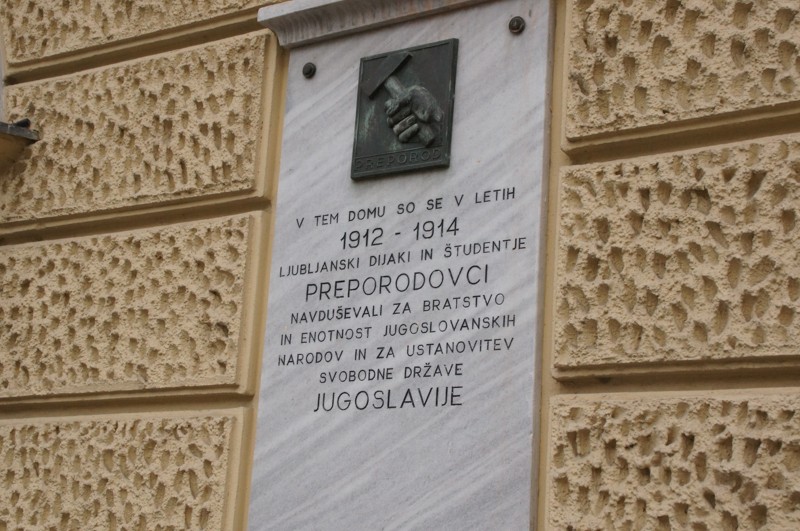 PREPOROD
V TEM DOMU SO SE V LETIH
1912 - 1914
LJUBLJANSKI DIJAKI IN ŠTUDENTJE
PREPORODOVCI
NAVDUŠEVALI ZA BRATSTVO
IN ENOTNOST JUGOSLOVANSKIH
NARODOV IN ZA USTANOVITEV
SVOBODNE DRŽAVE
JUGOSLAVIJE